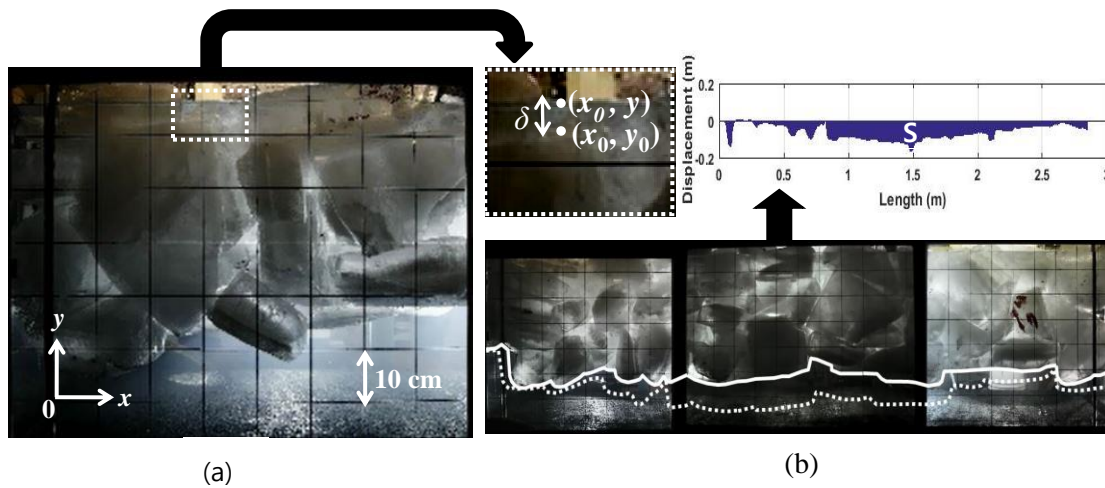 δ
(x₀, y)
(x₀, y₀)
y
0
x
10 cm
(a)
Displacement (m)
0.2
0
-0.2
S
0
0.5
1
1.5
2
2.5
3
Length (m)
(b)